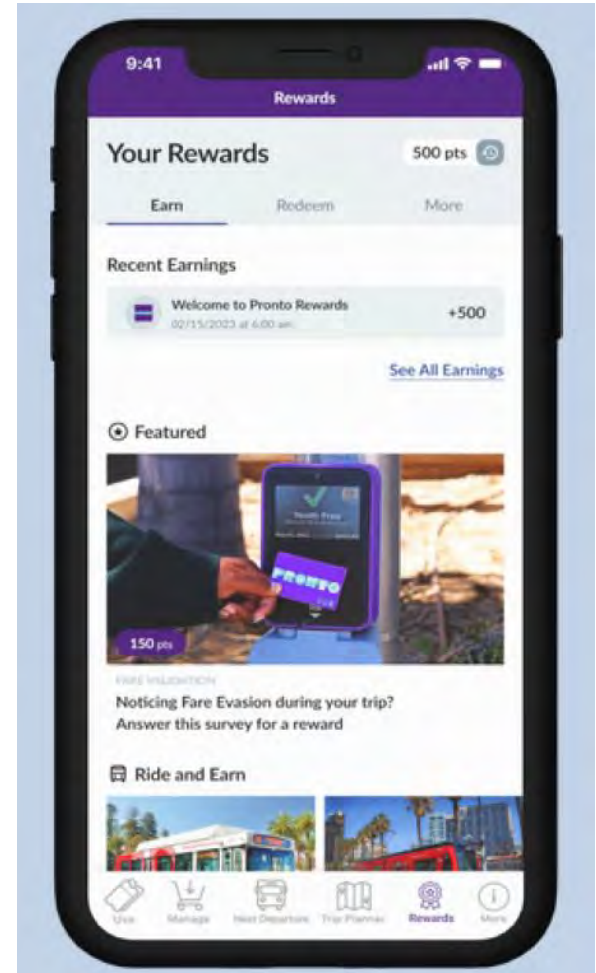 9:41
Rewards
Your Rewards
500 pts
Earn
Redeem
More
Recent Earnings
Welcome to Pronto Rewards
02/15/2023 at 6:00 am
+500
See All Earnings
Featured
Youth Free
PRONTO
150 pts
FARE VALIDATION
Noticing Fare Evasion during your trip?
Answer this survey for a reward
Ride and Earn
Use
Manage
Next Departure
Trip Planner
Rewards
More